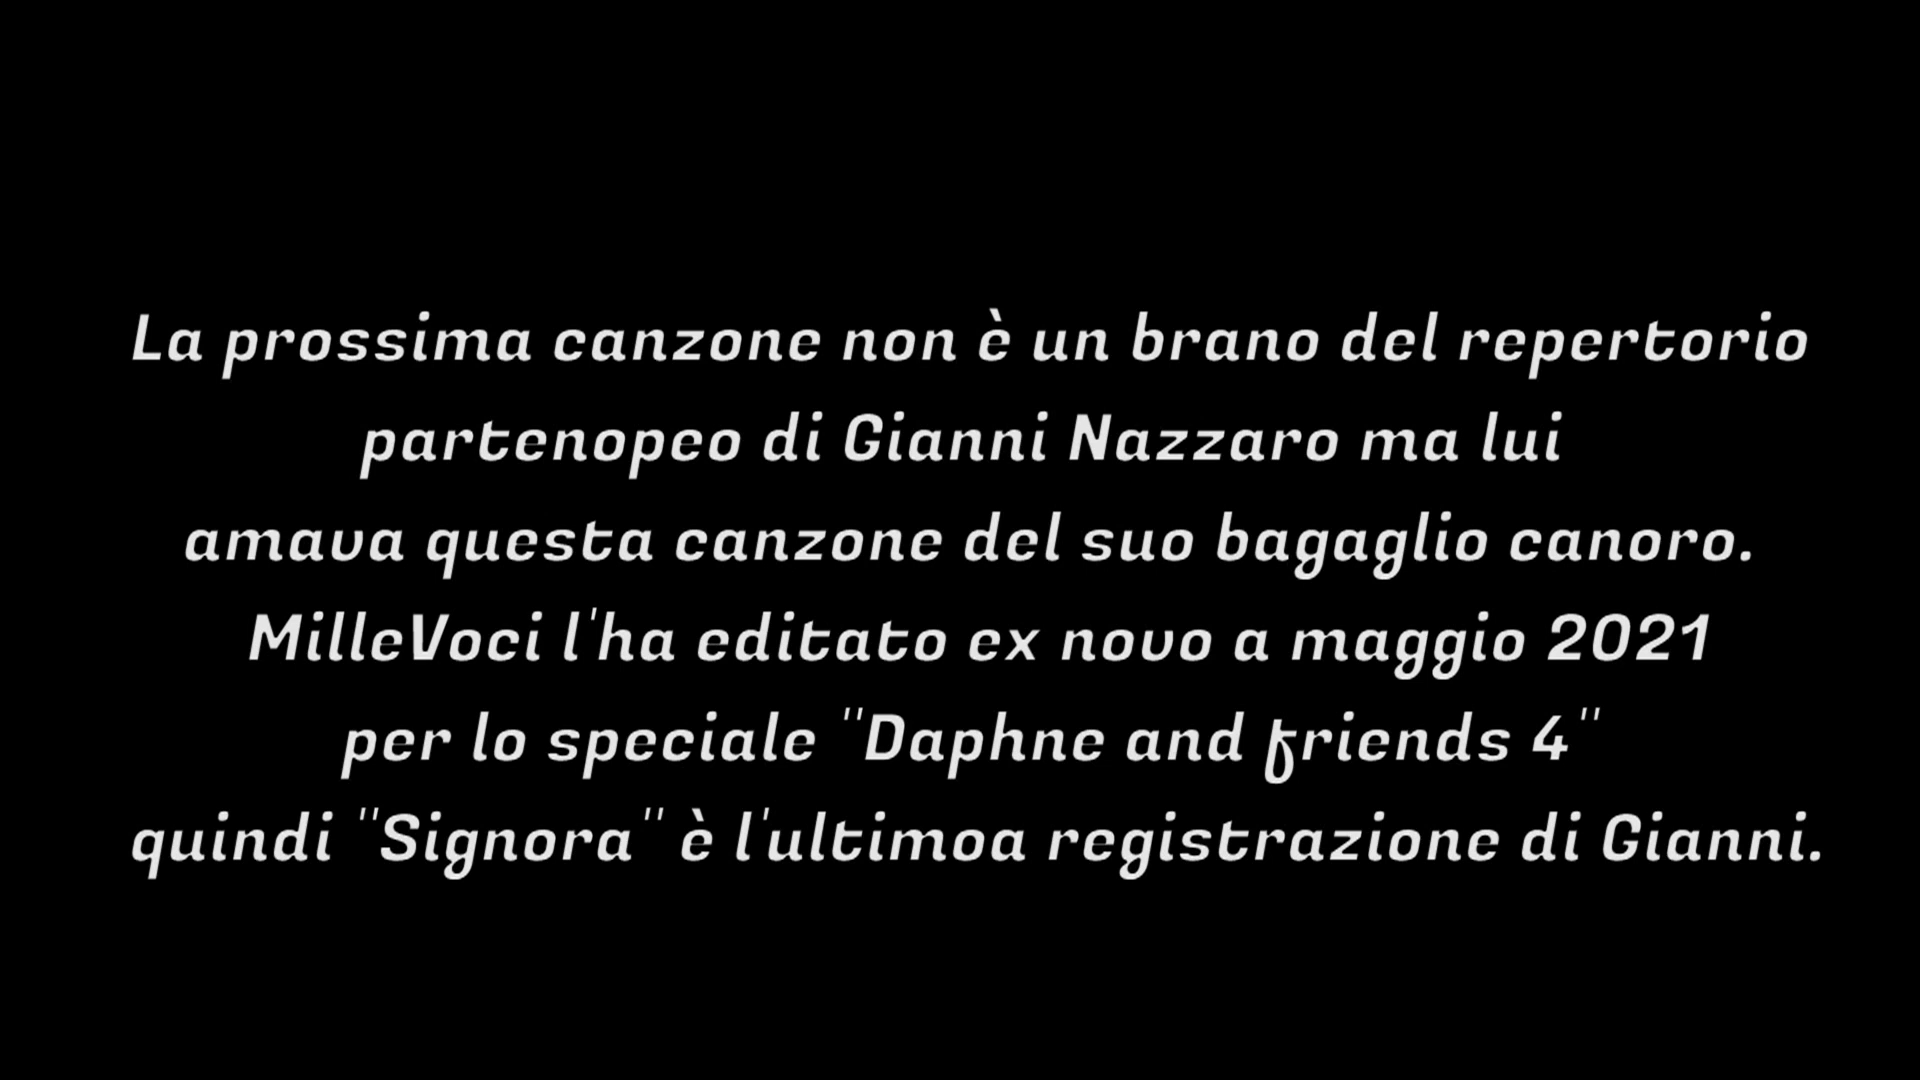 La prossima canzone non è un brano del repertorio
partenopeo di Gianni Nazzaro ma lui
amava questa canzone del suo bagaglio canoro.
MilleVoci l'ha editato ex novo a maggio 2021
per lo speciale "Daphne and friends 4"
quindi "Signora" è l'ultimoa registrazione di Gianni.